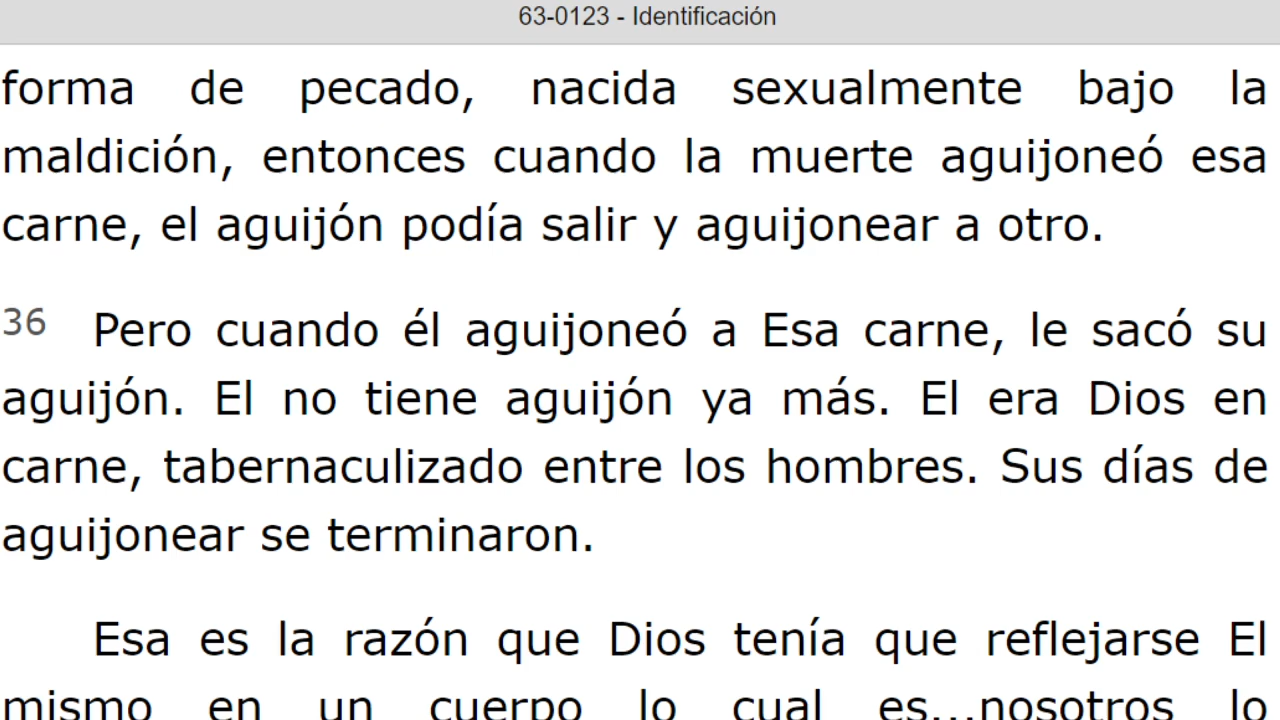 63-0123 - Identificación
forma de pecado, nacida sexualmente bajo la
maldición, entonces cuando la muerte aguijoneó esa
carne, el aguijón podía salir y aguijonear a otro.
36 Pero cuando él aguijoneó a Esa carne, le sacó su
aguijón. El no tiene aguijón ya más. El era Dios en
carne, tabernaculizado entre los hombres. Sus días de
aguijonear se terminaron.
Esa es la razón que Dios tenía que reflejarse El
mismo en un cuerpo lo cual es...nosotros lo